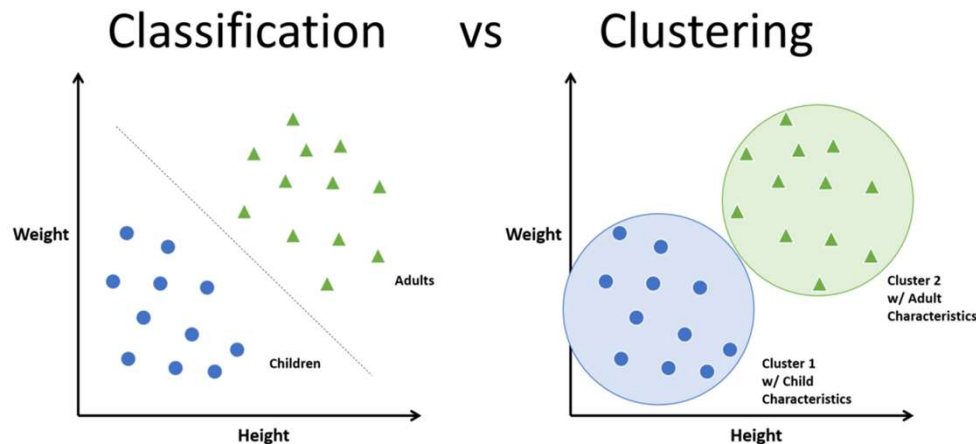 Classification vs Clustering
Weight
Adults
Children
Height
Weight
Cluster 2
w/ Adult
Characteristics
Cluster 1
w/ Child
Characteristics
Height